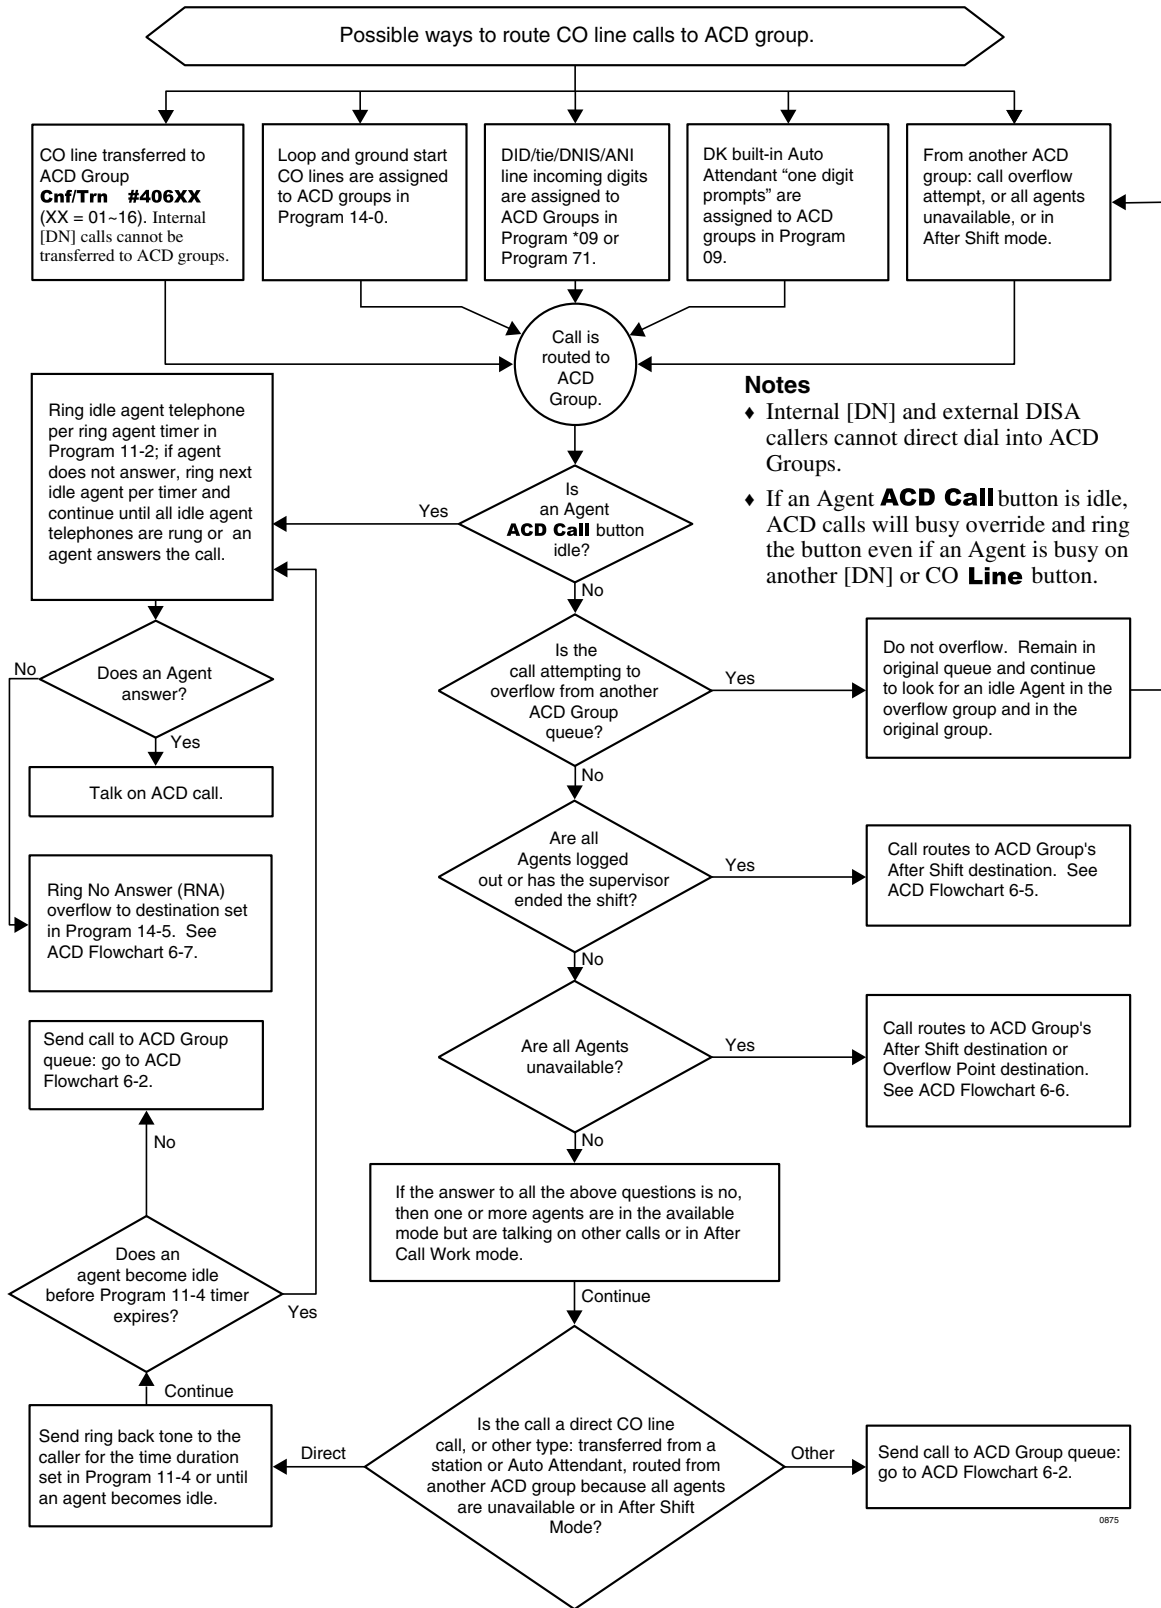 Possible ways to route CO line calls to ACD group.
CO line transferred to
ACD Group
Cnf/Trn #406XX
(XX = 01~16). Internal
[DN] calls cannot be
transferred to ACD groups.
Loop and ground start
CO lines are assigned
to ACD groups in
Program 14-0.
DID/tie/DNIS/ANI
line incoming digits
are assigned to
ACD Groups in
Program *09 or
Program 71.
DK built-in Auto
Attendant “one digit
prompts” are
assigned to ACD
groups in Program
09.
From another ACD
group: call overflow
attempt, or all agents
unavailable, or in
After Shift mode.
Call is
routed to
ACD
Group.
Notes
♦ Internal [DN] and external DISA
callers cannot direct dial into ACD
Groups.
♦ If an Agent ACD Call button is idle,
ACD calls will busy override and ring
the button even if an Agent is busy on
another [DN] or CO Line button.
Ring idle agent telephone
per ring agent timer in
Program 11-2; if agent
does not answer, ring next
idle agent per timer and
continue until all idle agent
telephones are rung or an
agent answers the call.
Yes
Is
an Agent
ACD Call button
idle?
No
Does an Agent
answer?
No
Yes
Talk on ACD call.
Ring No Answer (RNA)
overflow to destination set
in Program 14-5. See
ACD Flowchart 6-7.
Is the
call attempting to
overflow from another
ACD Group
queue?
Yes
No
Do not overflow. Remain in
original queue and continue
to look for an idle Agent in the
overflow group and in the
original group.
Are all
Agents logged
out or has the supervisor
ended the shift?
Yes
No
Call routes to ACD Group's
After Shift destination. See
ACD Flowchart 6-5.
Are all Agents
unavailable?
Yes
No
Call routes to ACD Group's
After Shift destination or
Overflow Point destination.
See ACD Flowchart 6-6.
Send call to ACD Group
queue: go to ACD
Flowchart 6-2.
No
Does an
agent become idle
before Program 11-4 timer
expires?
Yes
Continue
Send ring back tone to the
caller for the time duration
set in Program 11-4 or until
an agent becomes idle.
If the answer to all the above questions is no,
then one or more agents are in the available
mode but are talking on other calls or in After
Call Work mode.
Continue
Direct
Is the call a direct CO line
call, or other type: transferred from a
station or Auto Attendant, routed from
another ACD group because all agents
are unavailable or in After Shift
Mode?
Other
Send call to ACD Group queue:
go to ACD Flowchart 6-2.
0875